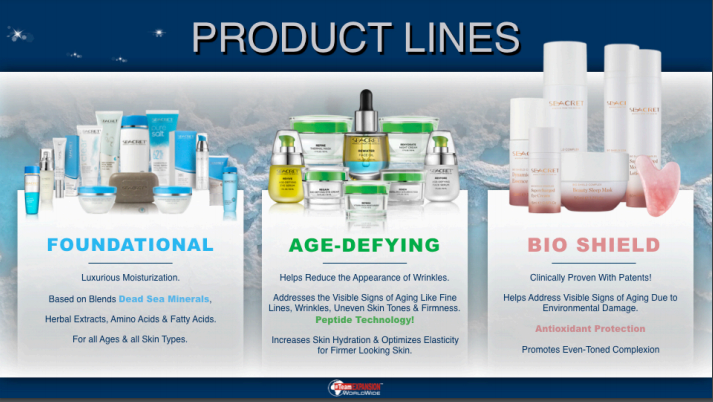 PRODUCT LINES
SEACRET
SEACRET
SEACRET
SEACRET
FOUNDATIONAL
Luxurious Moisturization.
Based on Blends Dead Sea Minerals,
Herbal Extracts, Amino Acids & Fatty Acids.
For all Ages & all Skin Types.
AGE-DEFYING
Helps Reduce the Appearance of Wrinkles.
Addresses the Visible Signs of Aging Like Fine
Lines, Wrinkles, Uneven Skin Tones & Firmness.
Peptide Technology!
Increases Skin Hydration & Optimizes Elasticity
for Firmer Looking Skin.
BIO SHIELD
Clinically Proven With Patents!
Helps Address Visible Signs of Aging Due to
Environmental Damage.
Antioxidant Protection
Promotes Even-Toned Complexion
WORLDWIDE